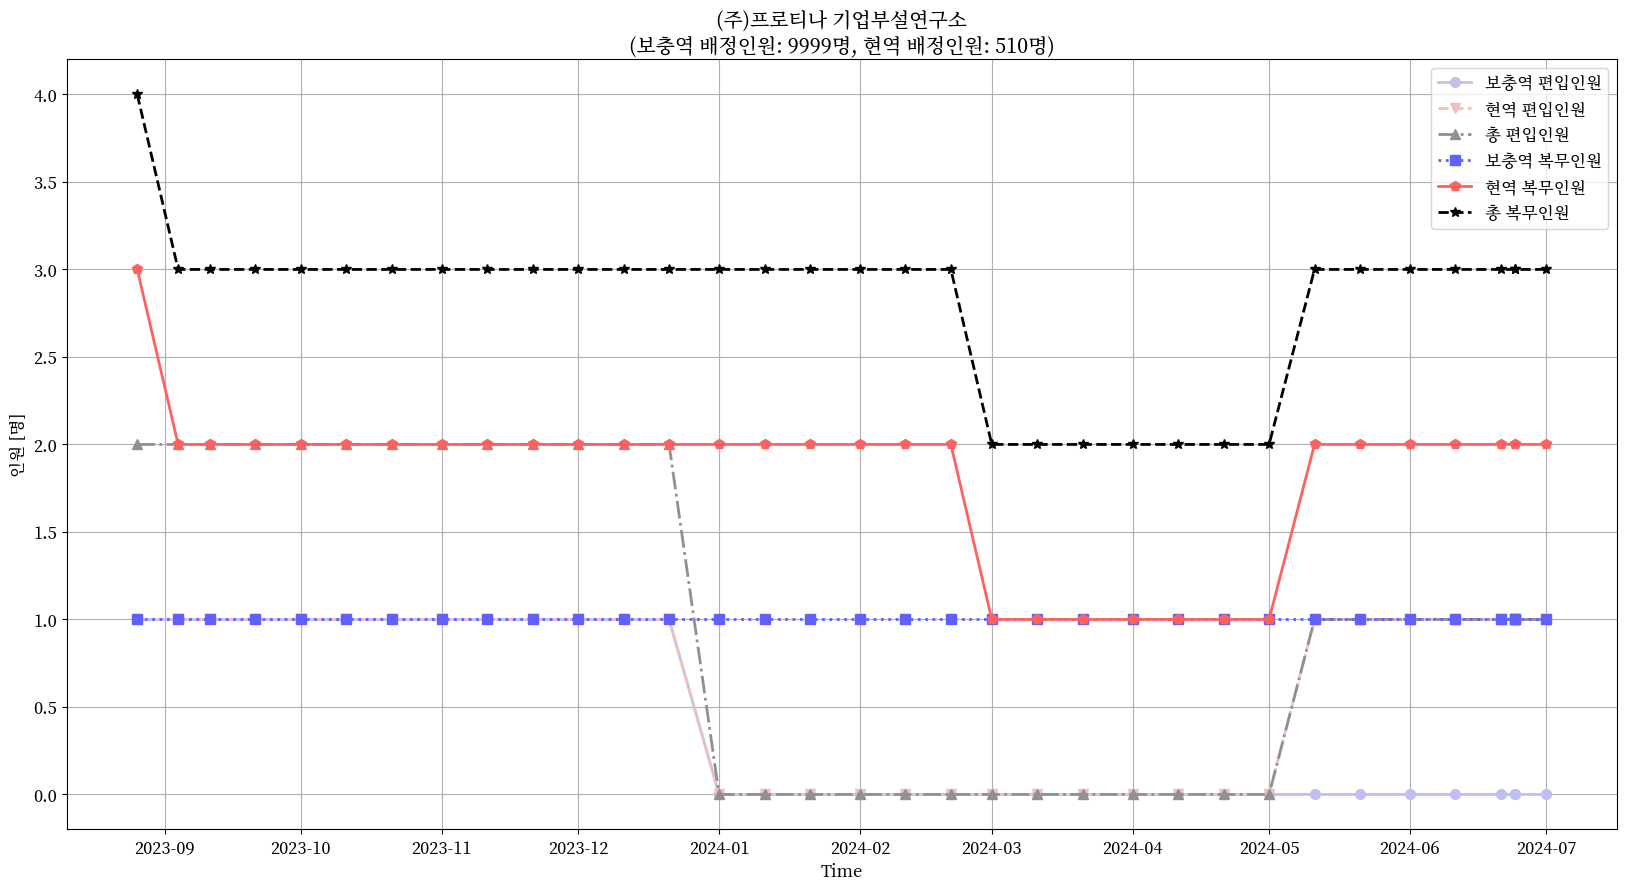 (주)프로티나 기업부설연구소
(보충역 배정인원: 9999명, 현역 배정인원: 510명)
보충역 편입인원
현역 편입인원
총 편입인원
보충역 복무인원
현역 복무인원
총 복무인원
인원 [명]
4.0
3.5
3.0
2.5
2.0
1.5
1.0
0.5
0.0
2023-09 2023-10 2023-11 2023-12 2024-01 2024-02 2024-03 2024-04 2024-05 2024-06 2024-07
Time